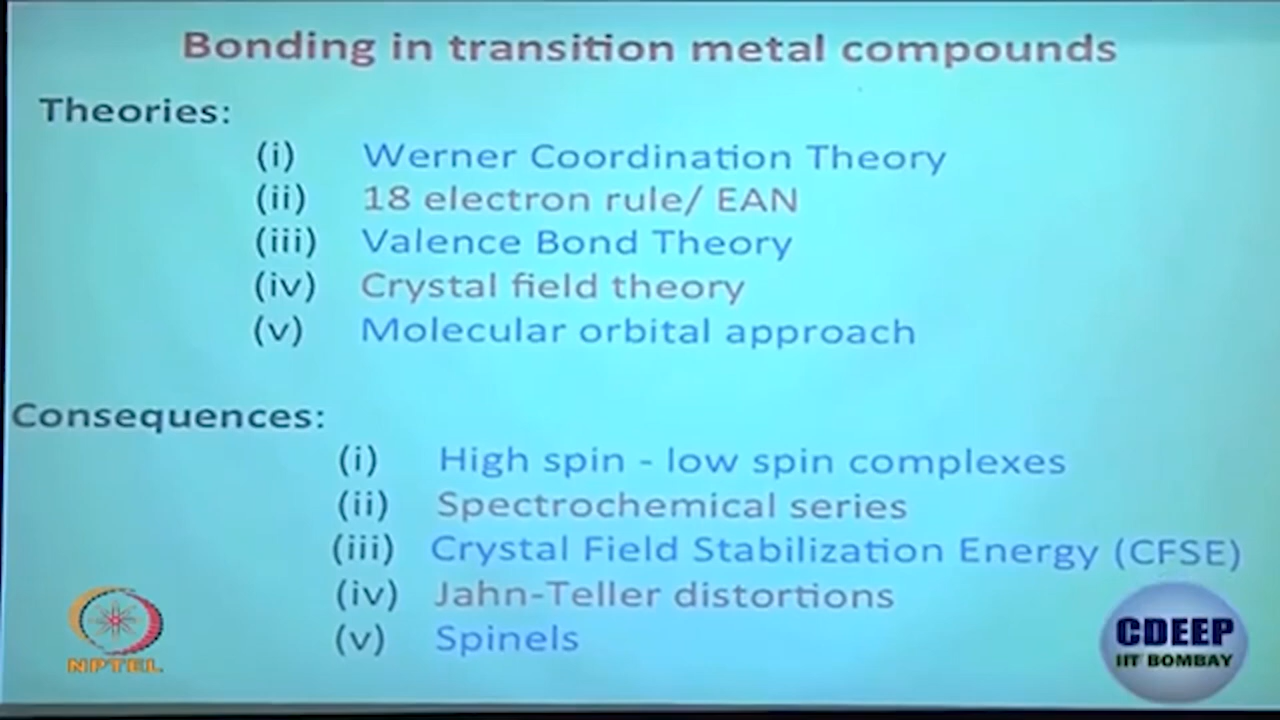 Bonding in transition metal compounds
Theories:
(i) Werner Coordination Theory
(ii) 18 electron rule/ EAN
(iii) Valence Bond Theory
(iv) Crystal field theory
(v) Molecular orbital approach
Consequences:
(i) High spin - low spin complexes
(ii) Spectrochemical series
(iii) Crystal Field Stabilization Energy (CFSE)
(iv) Jahn-Teller distortions
(v) Spinels
NPTEL
CDEEP
IIT BOMBAY